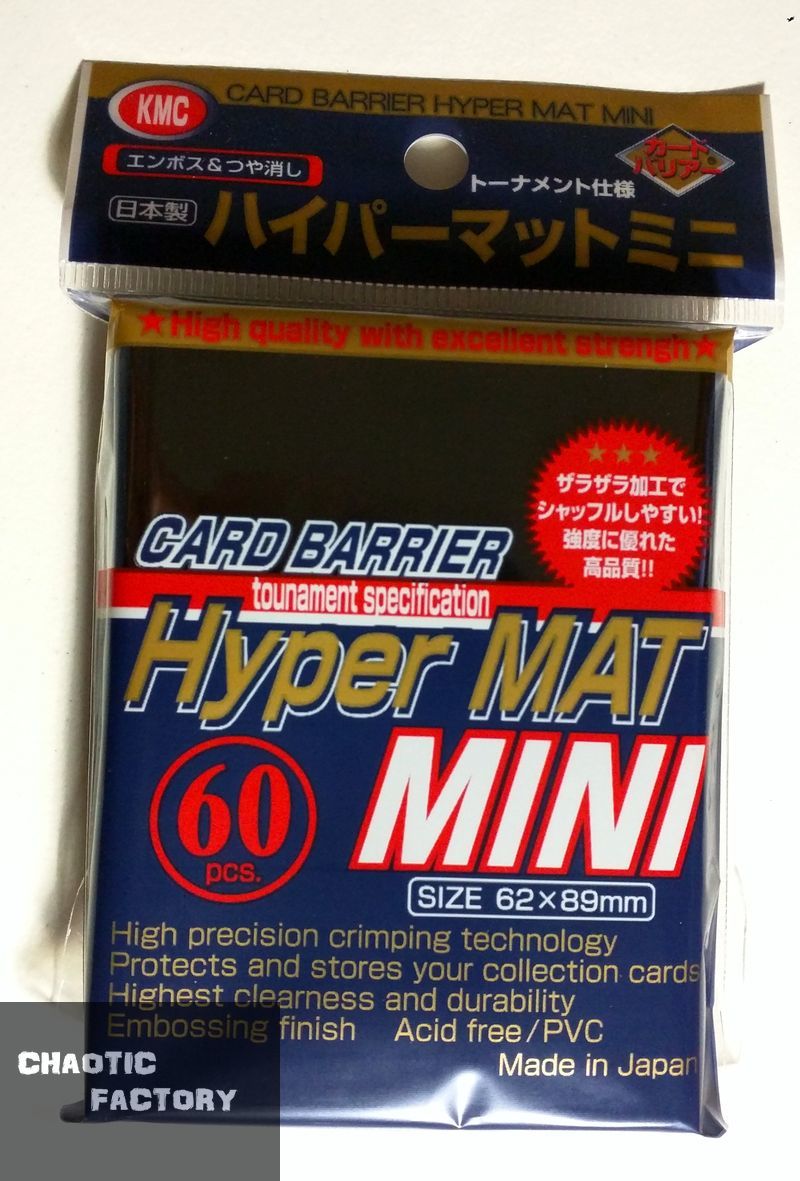 KMC
CARD BARRIER HYPER MAT MINI
エンボス&つや消し
カード
バリアー
トーナメント仕様
日本製
ハイパーマットミニ
★High quality with excellent strengh★
★★★
ザラザラ加工で
シャッフルしやすい!
強度に優れた
高品質!!
CARD BARRIER
tounament specification
Hyper MAT
MINI
60
pcs.
SIZE 62×89mm
High precision crimping technology
Protects and stores your collection cards
Highest clearness and durability
Embossing finish Acid free/PVC
Made in Japan
CHAOTIC
FACTORY